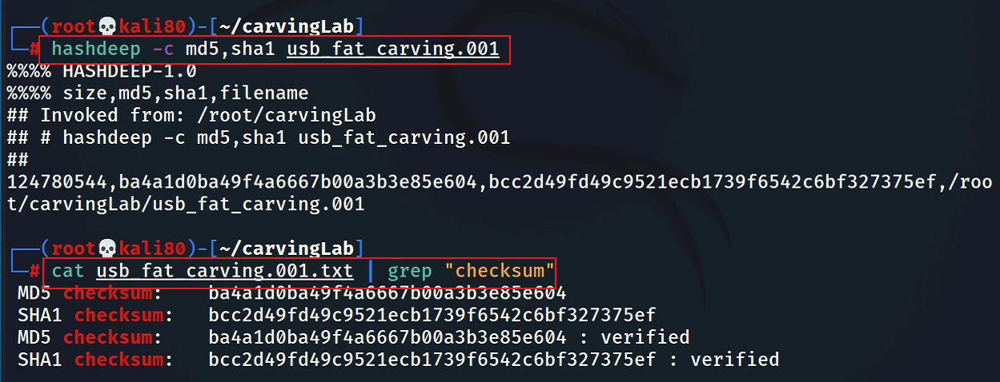 ┌──(root💀kali80)-[~/carvingLab]
└─# hashdeep -c md5,sha1 usb_fat_carving.001
%%%% HASHDEEP-1.0
%%%% size,md5,sha1,filename
## Invoked from: /root/carvingLab
## # hashdeep -c md5,sha1 usb_fat_carving.001
##
124780544,ba4a1d0ba49f4a6667b00a3b3e85e604,bcc2d49fd49c9521ecb1739f6542c6bf327375ef,/roo
t/carvingLab/usb_fat_carving.001
┌──(root💀kali80)-[~/carvingLab]
└─# cat usb_fat_carving.001.txt | grep "checksum"
MD5 checksum:    ba4a1d0ba49f4a6667b00a3b3e85e604
SHA1 checksum:   bcc2d49fd49c9521ecb1739f6542c6bf327375ef
MD5 checksum:    ba4a1d0ba49f4a6667b00a3b3e85e604 : verified
SHA1 checksum:   bcc2d49fd49c9521ecb1739f6542c6bf327375ef : verified